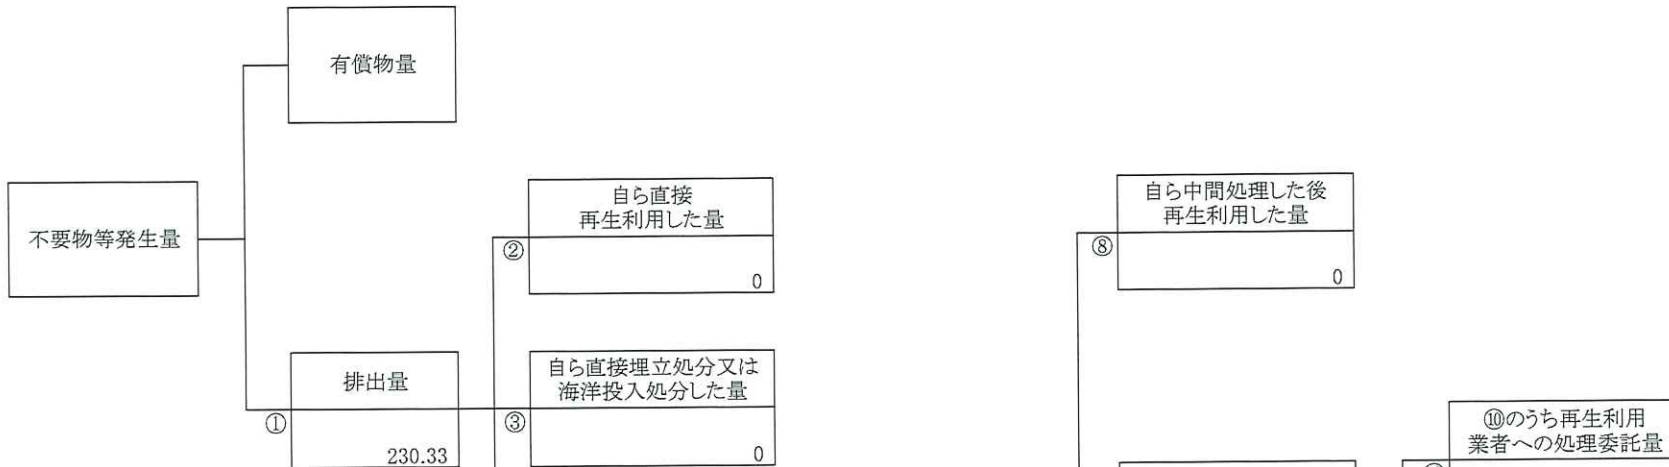 有償物量
不要物等発生量
自ら直接
再生利用した量
②
0
自ら中間処理した後
再生利用した量
⑧
0
排出量
①
230.33
自ら直接埋立処分又は
海洋投入処分した量
③
0
⑩のうち再生利用
業者への処理委託量